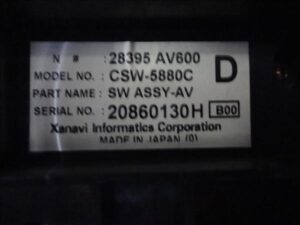 N # : 28395 AV600
MODEL NO. : CSW-5880C D
PART NAME : SW ASSY-AV
SERIAL NO. : 20860130H B00
Xanavi Informatics Corporation
MADE IN JAPAN (0)